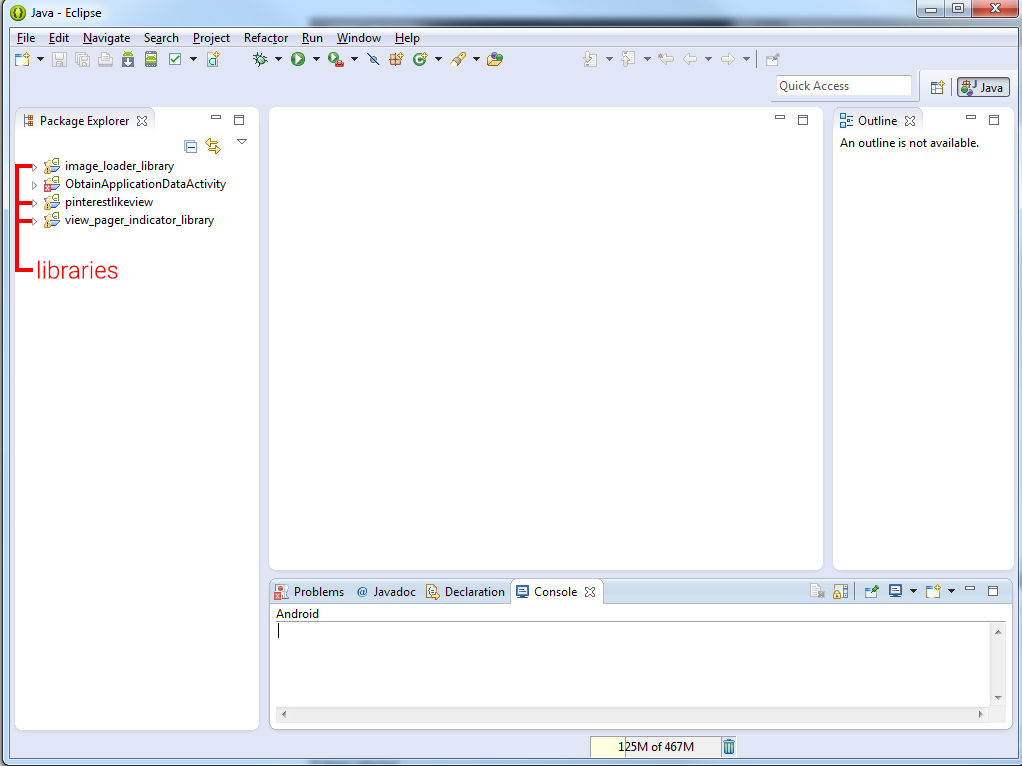 Java - Eclipse
File Edit Navigate Search Project Refactor Run Window Help
Quick Access
Java
Package Explorer
image_loader_library
ObtainApplicationDataActivity
pinterestlikeview
view_pager_indicator_library
libraries
Outline
An outline is not available.
Problems @ Javadoc Declaration Console
Android
125M of 467M